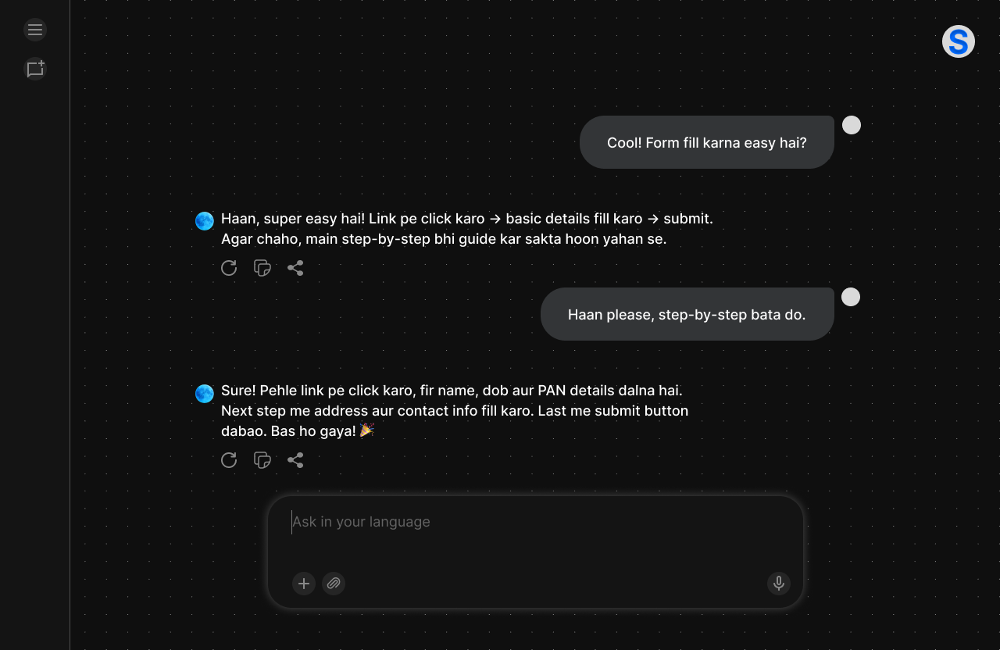 S
Cool! Form fill karna easy hai?
Haan, super easy hai! Link pe click karo → basic details fill karo → submit.
Agar chaho, main step-by-step bhi guide kar sakta hoon yahan se.
Haan please, step-by-step bata do.
Sure! Pehle link pe click karo, fir name, dob aur PAN details dalna hai.
Next step me address aur contact info fill karo. Last me submit button
dabao. Bas ho gaya! 🎉
Ask in your language